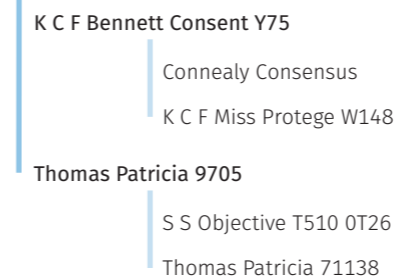 K C F Bennett Consent Y75
Connealy Consensus
K C F Miss Protege W148
Thomas Patricia 9705
S S Objective T510 0T26
Thomas Patricia 71138